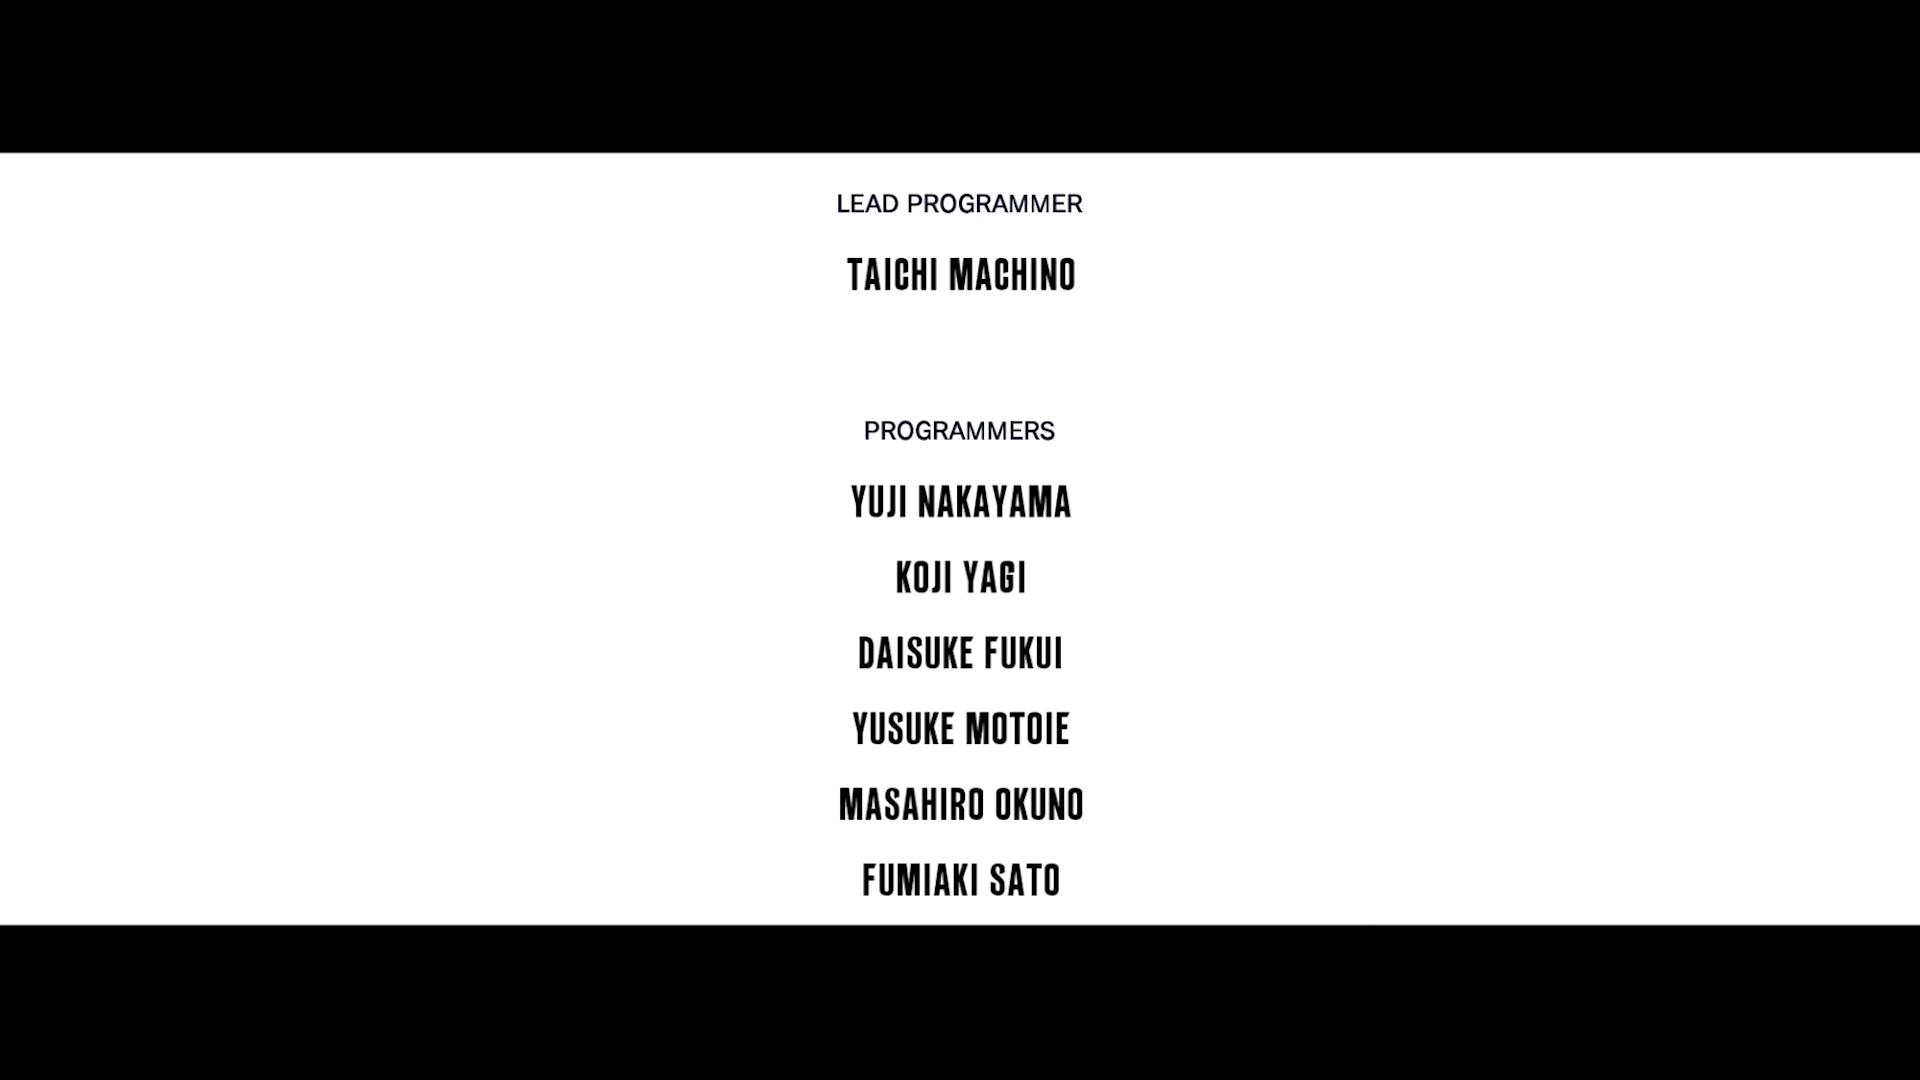 LEAD PROGRAMMER
TAICHI MACHINO
PROGRAMMERS
YUJI NAKAYAMA
KOJI YAGI
DAISUKE FUKUI
YUSUKE MOTOIE
MASAHIRO OKUNO
FUMIAKI SATO